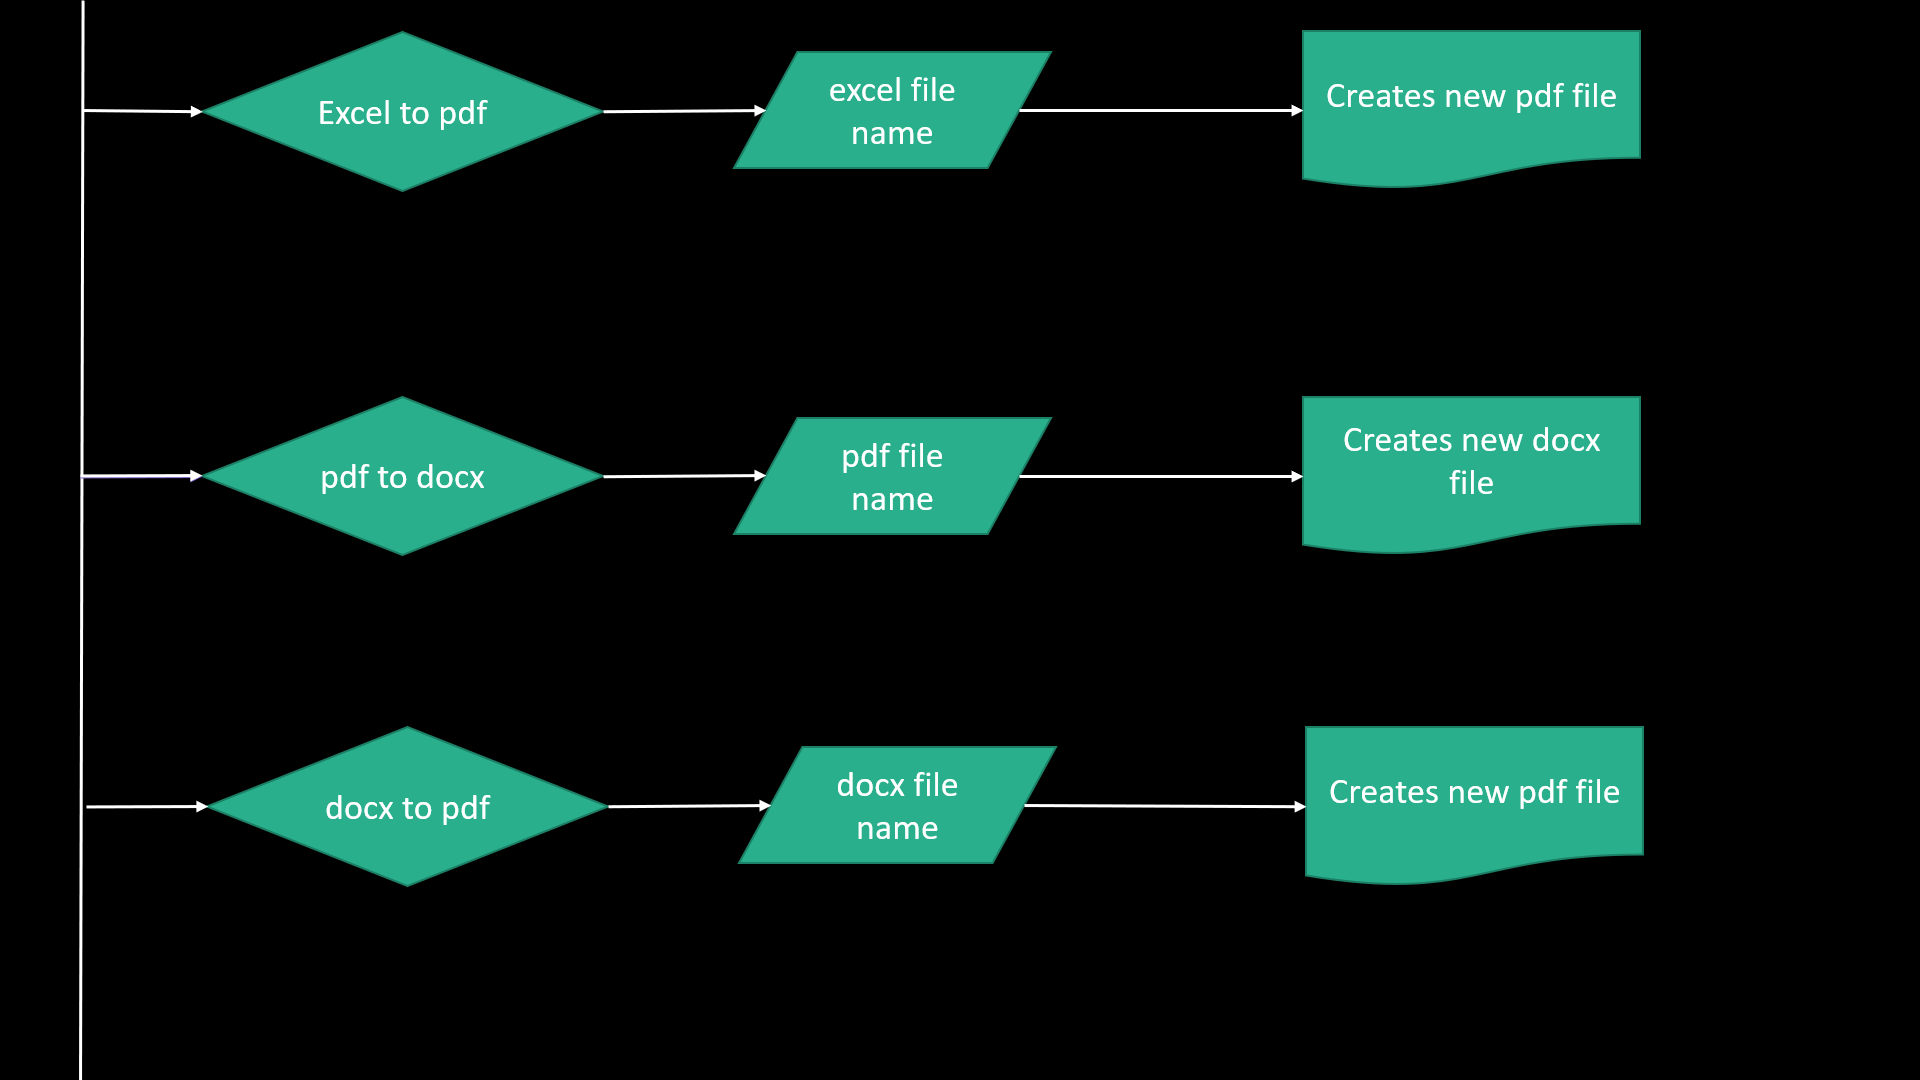 Excel to pdf
excel file
name
Creates new pdf file
pdf to docx
pdf file
name
Creates new docx
file
docx to pdf
docx file
name
Creates new pdf file